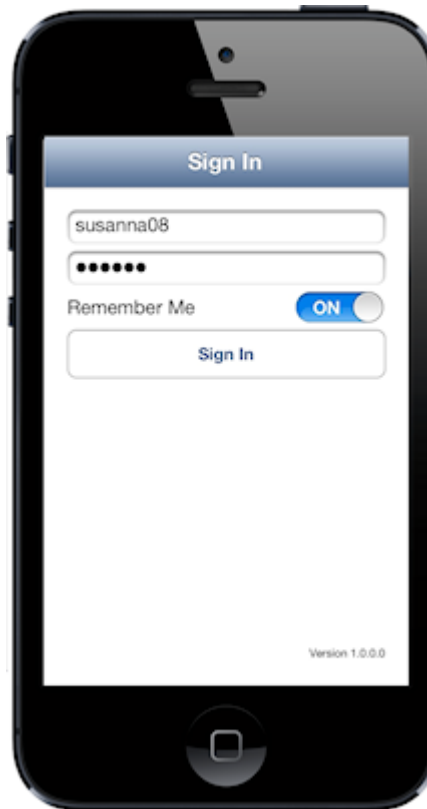 Sign In
susanna08
••••••
Remember Me ON
Sign In
Version 1.0.0.0